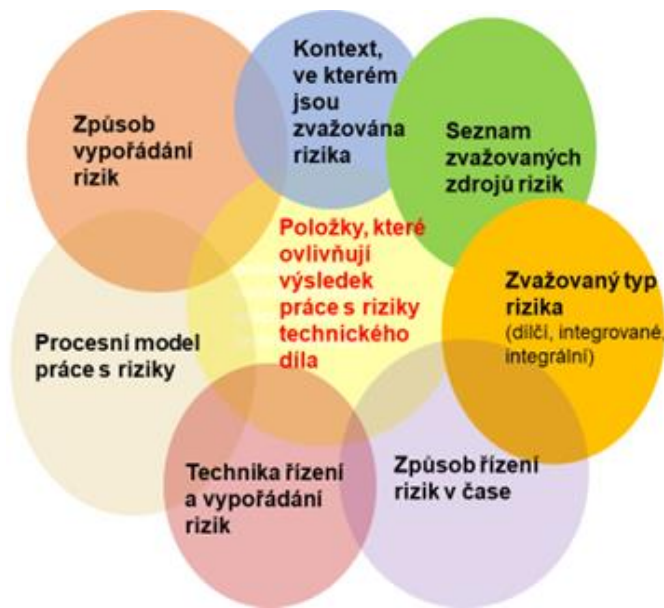 Kontext,
ve kterém
jsou
zvažována
rizika
Způsob
vypořádání
rizik
Seznam
zvažovaných
zdrojů rizik
Položky, které
ovlivňují
výsledek
práce s riziky
technického
díla
Zvažovaný typ
rizika
(dílčí, integrované,
integrální)
Procesní model
práce s riziky
Technika řízení
a vypořádání
rizik
Způsob řízení
rizik v čase